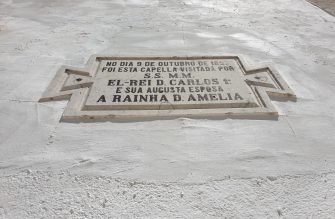 NO DIA 9 DE OUTUBRO DE
FOI ESTA CAPELLA VISITADA POR
S.S. M.M.
EL-REI D. CARLOS 1º
E SUA AUGUSTA ESPOSA
A RAINHA D. AMELIA